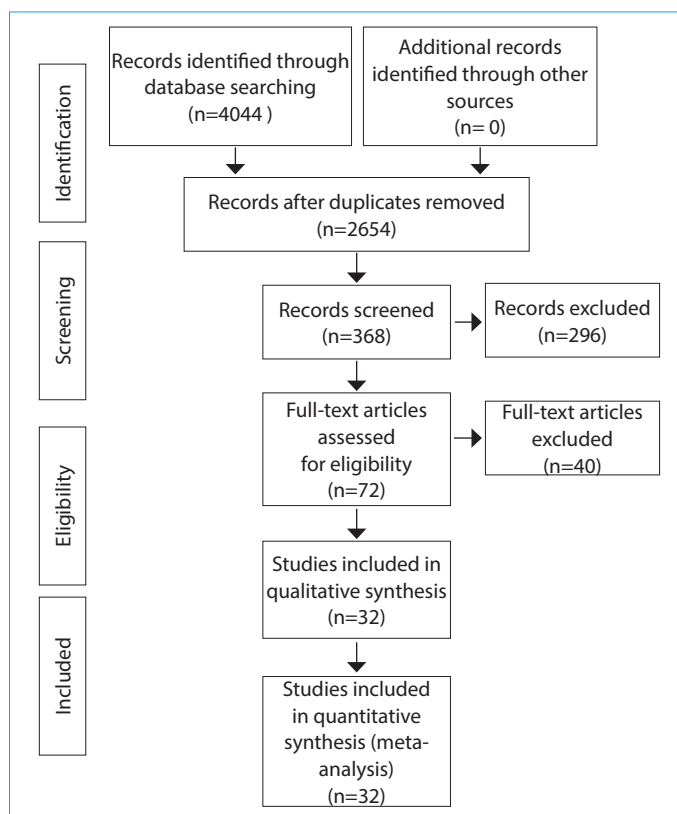 Records identified through
database searching
(n=4044 )
Additional records
identified through other
sources
(n= 0)
Identification
Records after duplicates removed
(n=2654)
Screening
Records screened
(n=368)
Records excluded
(n=296)
Eligibility
Full-text articles
assessed
for eligibility
(n=72)
Full-text articles
excluded
(n=40)
Studies included in
qualitative synthesis
(n=32)
Included
Studies included
in quantitative
synthesis (meta-
analysis)
(n=32)